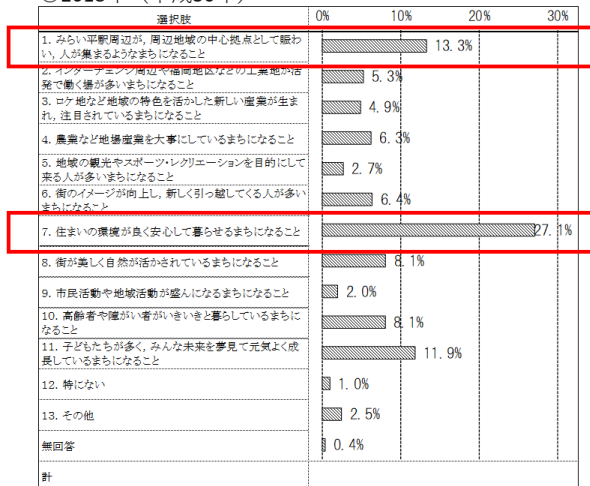 選択肢 0% 10% 20% 30%
1. みらい平駅周辺が, 周辺地域の中心拠点として賑わ
い, 人が集まるようなまちになること 13.3%
2. インターチェンジ周辺や福岡地区などの工業地が活
発で働く場が多いまちになること 5.3%
3. ロケ地など地域の特色を活かした新しい産業が生ま
れ, 注目されているまちになること 4.9%
4. 農業など地場産業を大事にしているまちになること 6.3%
5. 地域の観光やスポーツ・レクリエーションを目的にして
来る人が多いまちになること 2.7%
6. 街のイメージが向上し, 新しく引っ越してくる人が多い
まちになること 6.4%
7. 住まいの環境が良く安心して暮らせるまちになること 27.1%
8. 街が美しく自然が活かされているまちになること 8.1%
9. 市民活動や地域活動が盛んになるまちになること 2.0%
10. 高齢者や障がい者がいきいきと暮らしているまちに
なること 8.1%
11. 子どもたちが多く, みんな未来を夢見て元気よく成
長しているまちになること 11.9%
12. 特にない 1.0%
13. その他 2.5%
無回答 0.4%
計